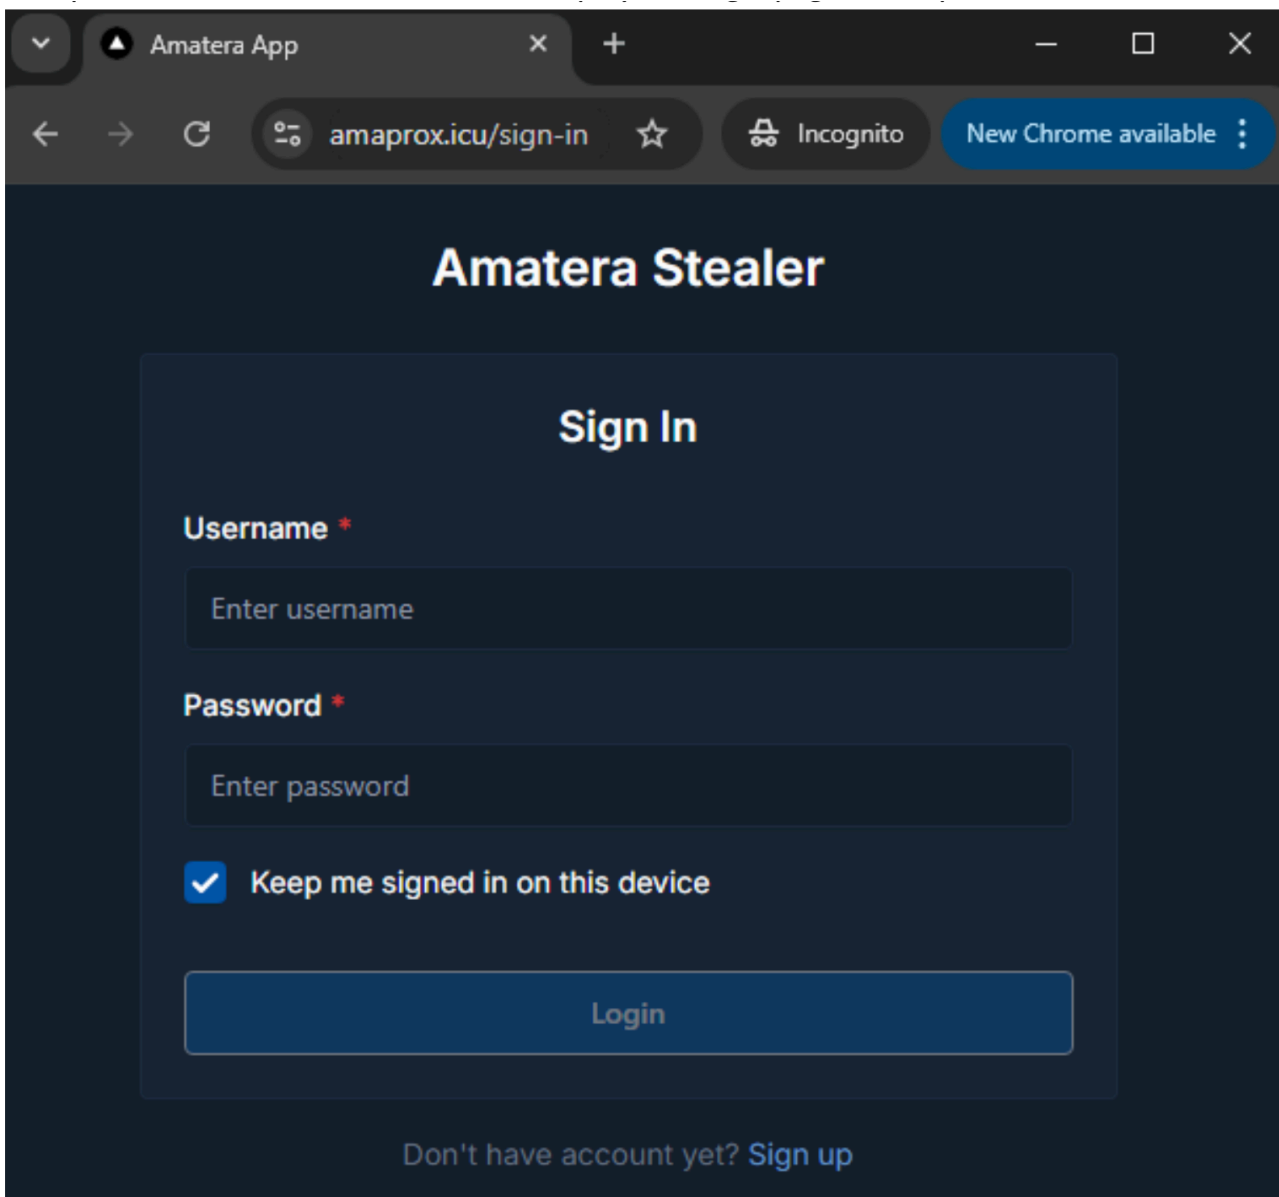 Amatera App
amaprox.icu/sign-in
Incognito
New Chrome available
Amatera Stealer
Sign In
Username *
Enter username
Password *
Enter password
Keep me signed in on this device
Login
Don't have account yet? Sign up